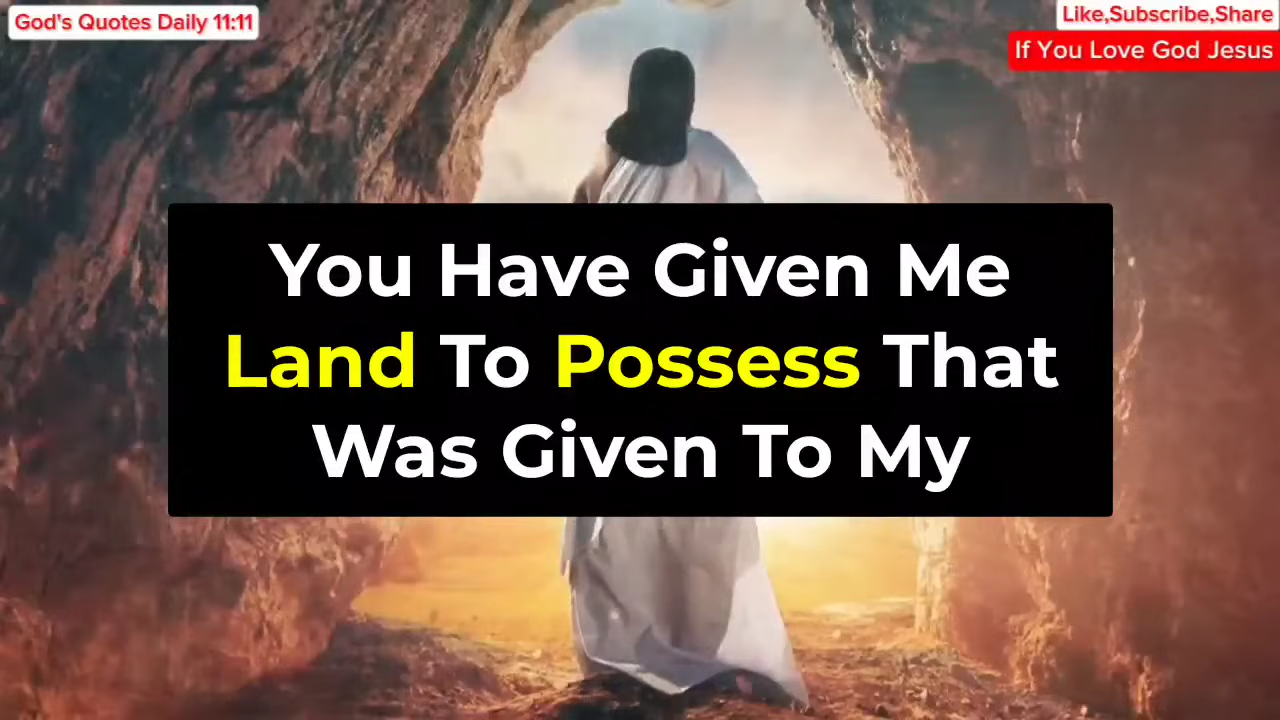 God's Quotes Daily 11:11
Like,Subscribe,Share
If You Love God Jesus
You Have Given Me
Land To Possess That
Was Given To My